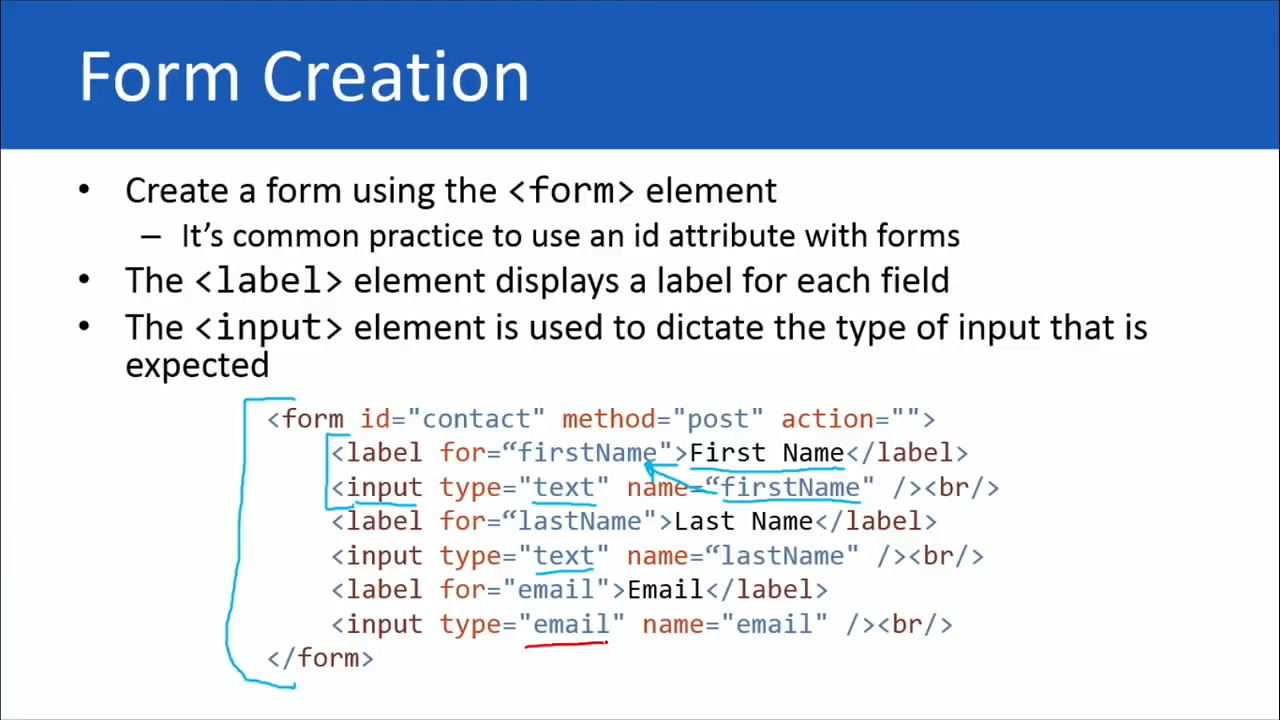 Form Creation
• Create a form using the <form> element
– It’s common practice to use an id attribute with forms
• The <label> element displays a label for each field
• The <input> element is used to dictate the type of input that is
expected
<form id="contact" method="post" action="">
<label for=“firstName">First Name</label>
<input type="text" name=“firstName" /><br/>
<label for=“lastName">Last Name</label>
<input type="text" name=“lastName" /><br/>
<label for="email">Email</label>
<input type="email" name="email" /><br/>
</form>